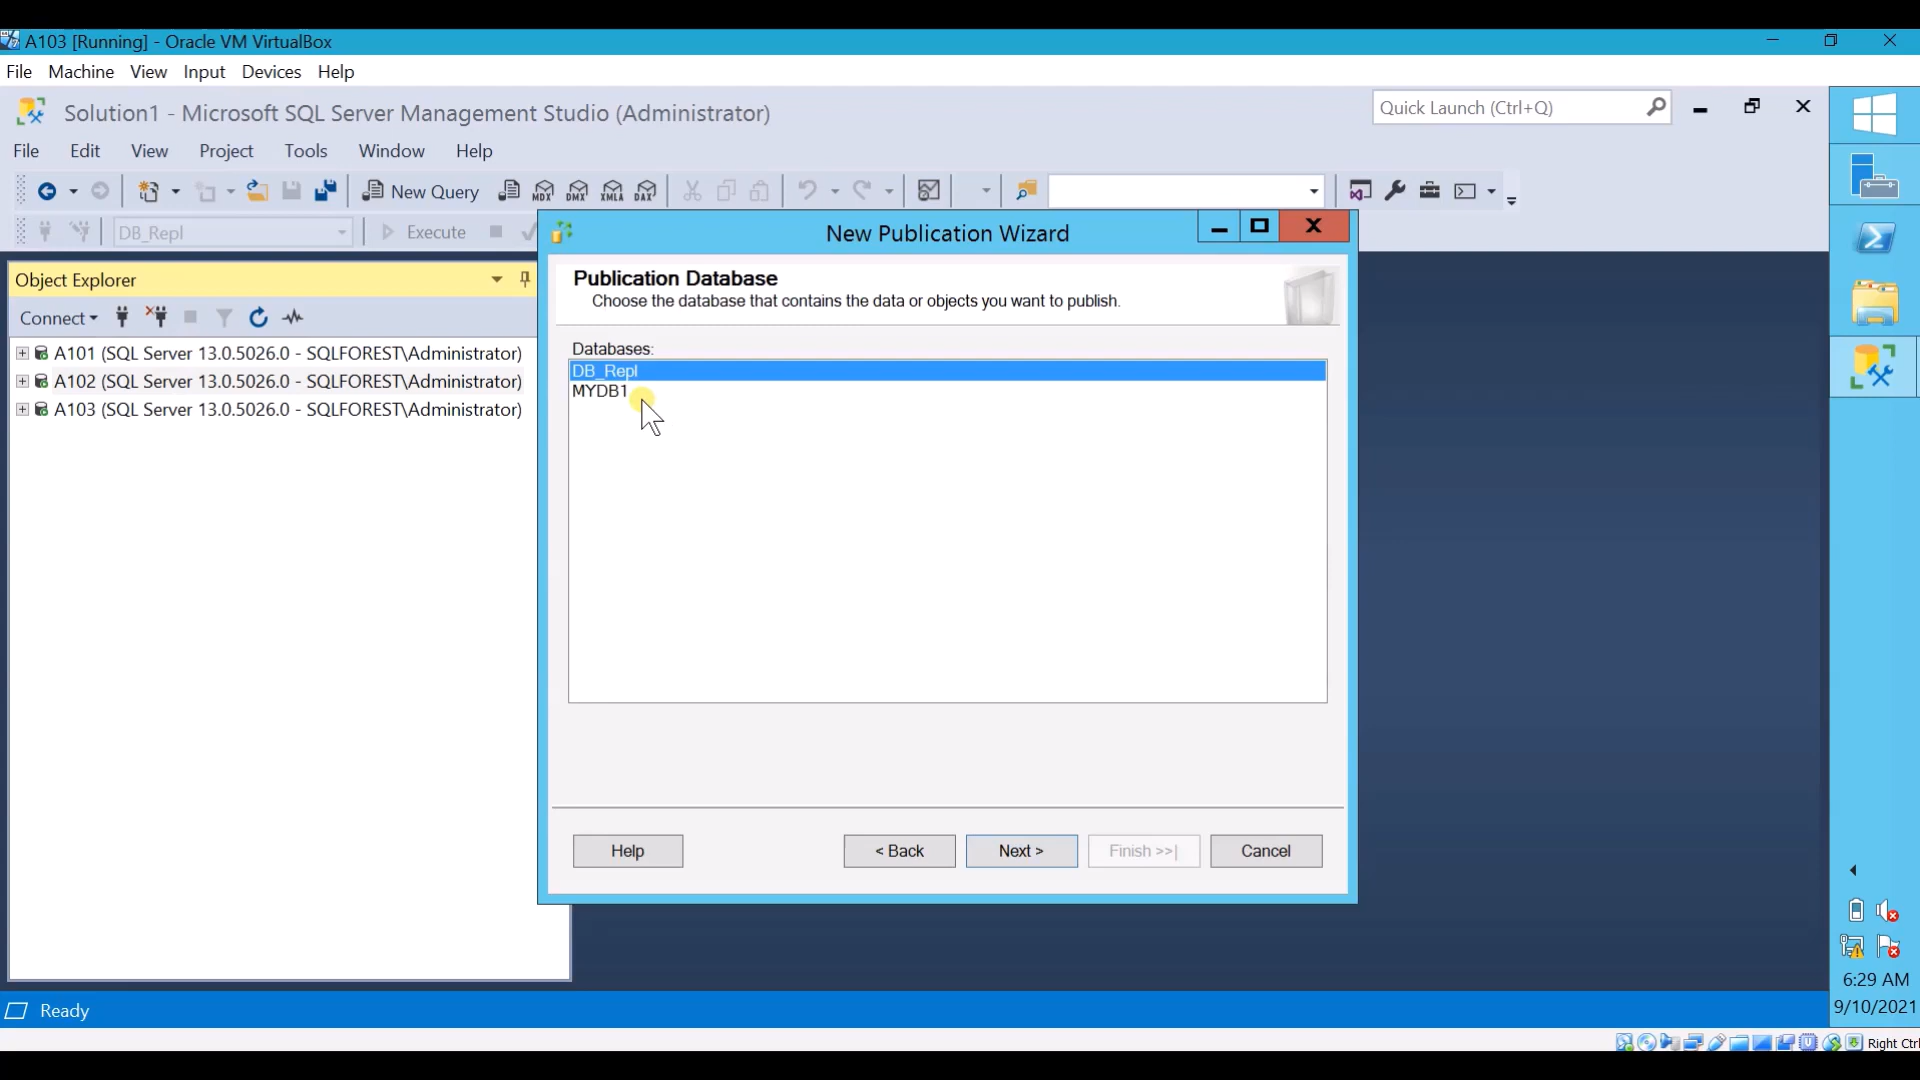 A103 [Running] - Oracle VM VirtualBox
File Machine View Input Devices Help
Solution1 - Microsoft SQL Server Management Studio (Administrator)
Quick Launch (Ctrl+Q)
File Edit View Project Tools Window Help
New Query MDX DMX XMLA DAX
DB_Repl Execute
New Publication Wizard
Publication Database
Choose the database that contains the data or objects you want to publish.
Object Explorer
Connect
A101 (SQL Server 13.0.5026.0 - SQLFOREST\Administrator)
A102 (SQL Server 13.0.5026.0 - SQLFOREST\Administrator)
A103 (SQL Server 13.0.5026.0 - SQLFOREST\Administrator)
Databases:
DB_Repl
MYDB1
Help < Back Next > Finish >>| Cancel
6:29 AM
9/10/2021
Ready
Right Ctrl